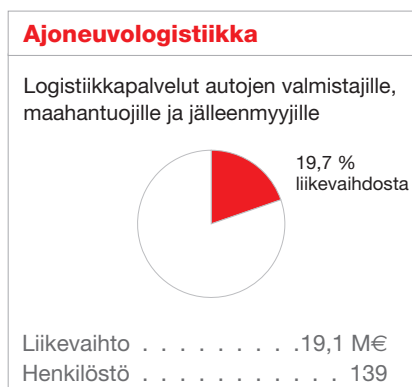 Ajoneuvologistiikka
Logistiikkapalvelut autojen valmistajille,
maahantuojille ja jälleenmyyjille
19,7 %
liikevaihdosta
Liikevaihto . . . . . . . . .19,1 M€
Henkilöstö . . . . . . . . . . . 139